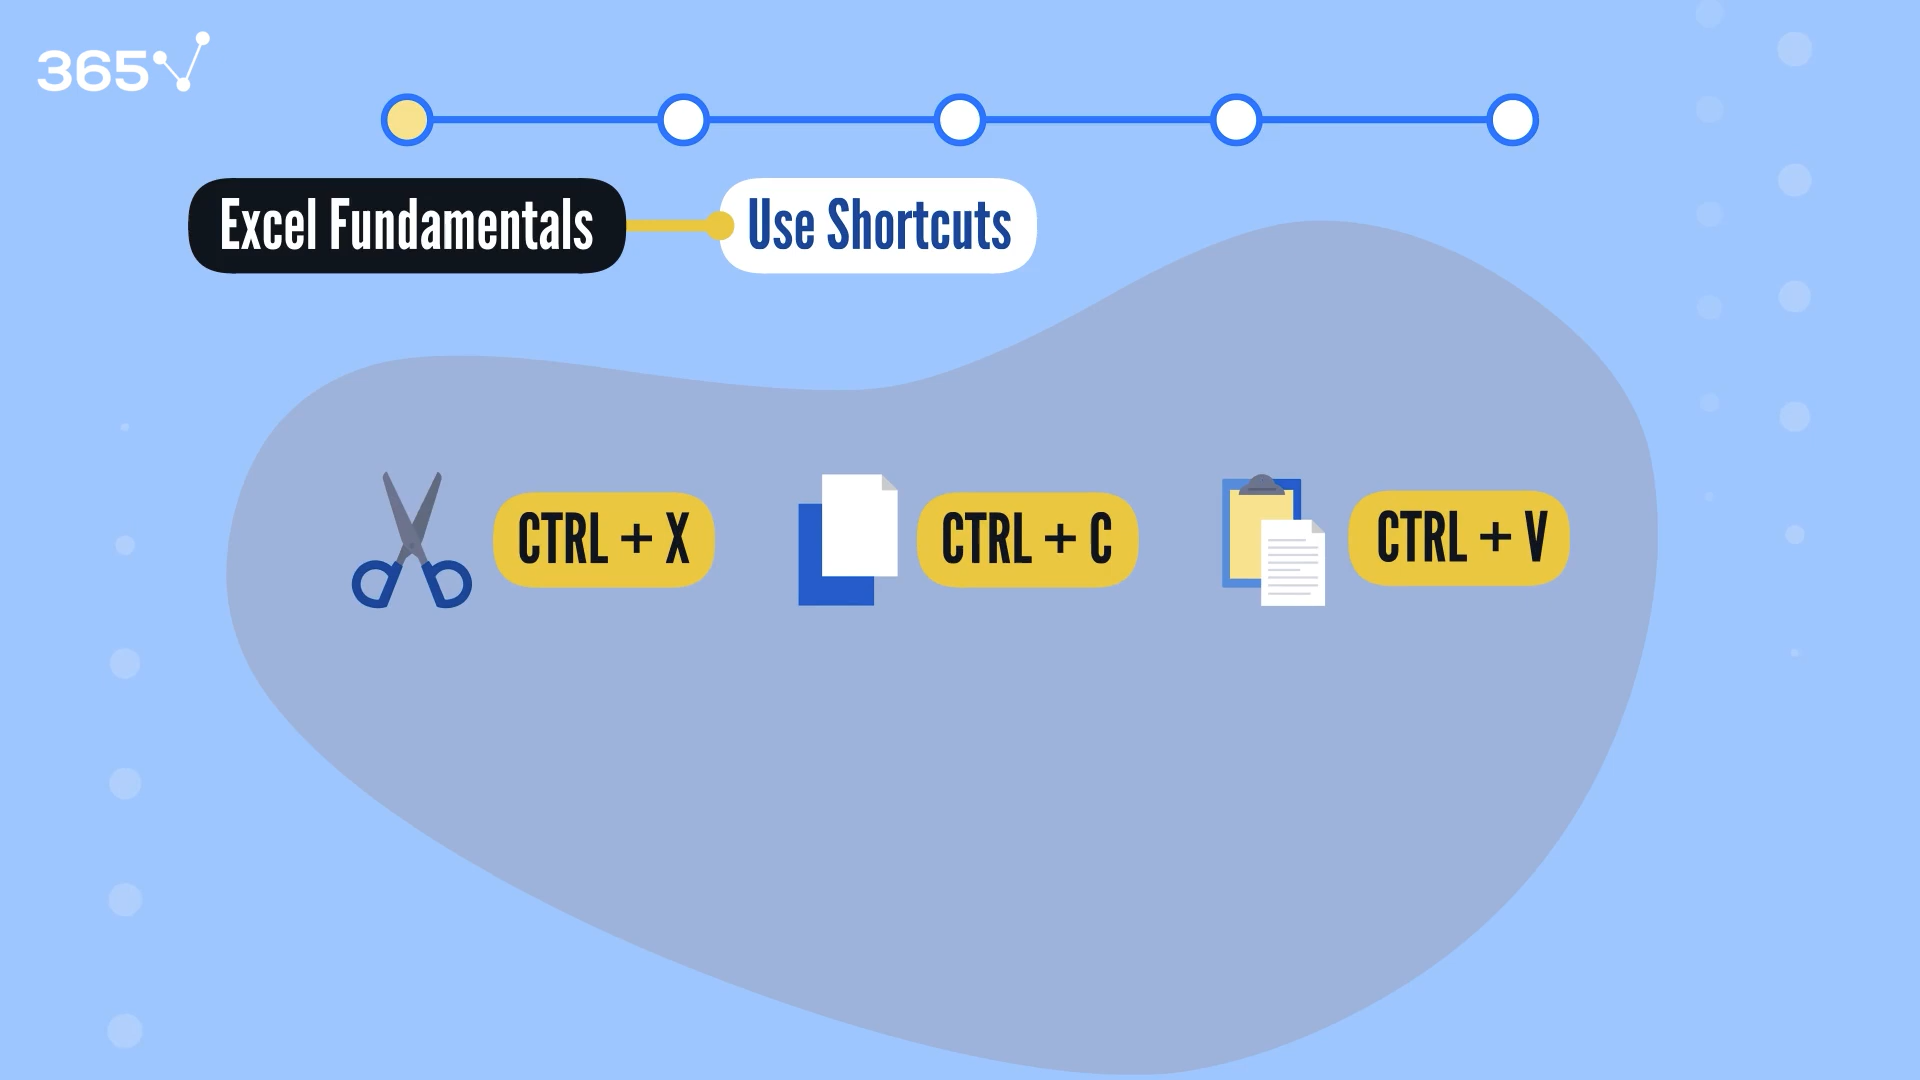 365
Excel Fundamentals
Use Shortcuts
CTRL + X
CTRL + C
CTRL + V